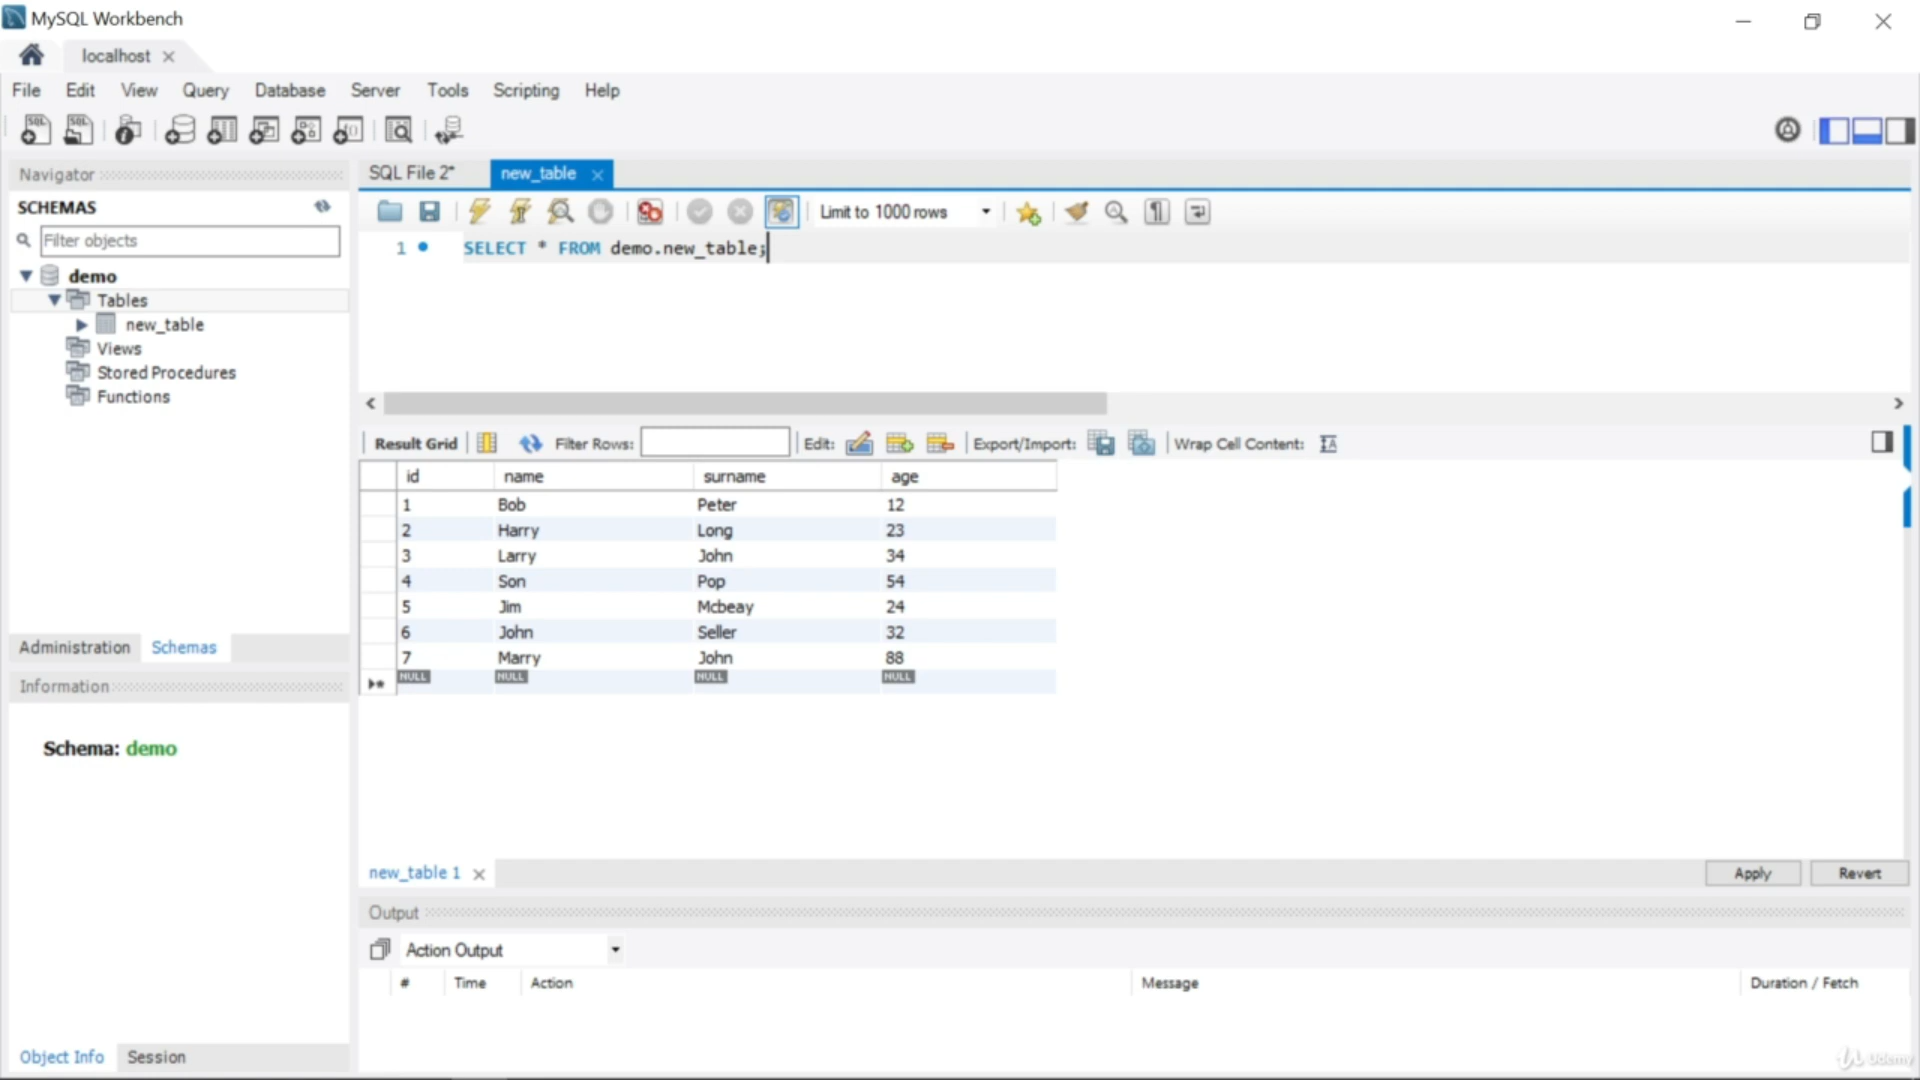 MySQL Workbench
localhost
File Edit View Query Database Server Tools Scripting Help
Navigator
SCHEMAS
Filter objects
demo
Tables
new_table
Views
Stored Procedures
Functions
Administration Schemas
Information
Schema: demo
Object Info Session
SQL File 2* new_table
Limit to 1000 rows
1 SELECT * FROM demo.new_table;
Result Grid Filter Rows: Edit: Export/Import: Wrap Cell Content:
id name surname age
1 Bob Peter 12
2 Harry Long 23
3 Larry John 34
4 Son Pop 54
5 Jim Mcbeay 24
6 John Seller 32
7 Marry John 88
NULL NULL NULL NULL
new_table 1 Apply Revert
Output
Action Output
# Time Action Message Duration / Fetch
Udemy